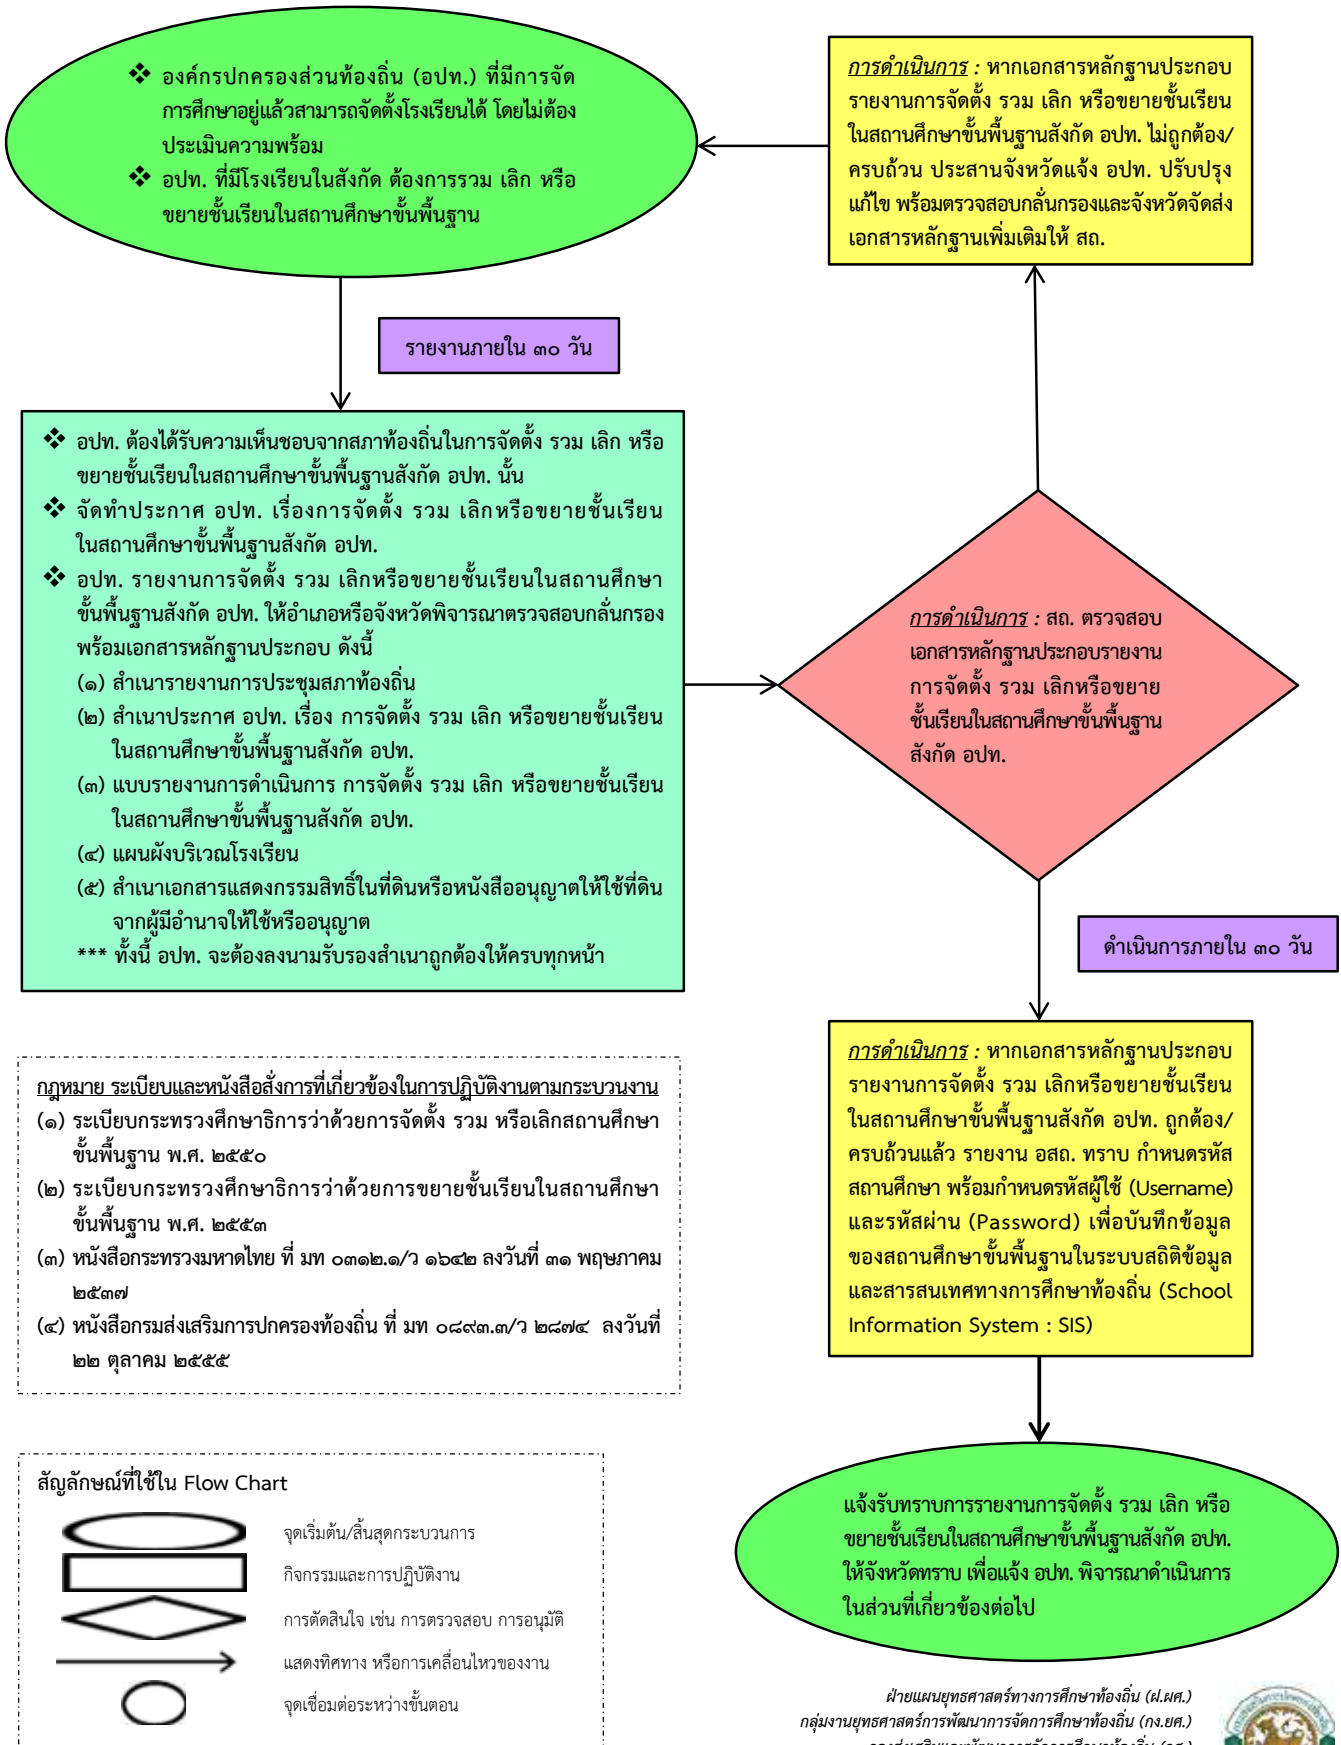 ❖ องค์กรปกครองส่วนท้องถิ่น (อปท.) ที่มีการจัด
การศึกษาอยู่แล้วสามารถจัดตั้งโรงเรียนได้ โดยไม่ต้อง
ประเมินความพร้อม
❖ อปท. ที่มีโรงเรียนในสังกัด ต้องการรวม เลิก หรือ
ขยายชั้นเรียนในสถานศึกษาขั้นพื้นฐาน
การดำเนินการ : หากเอกสารหลักฐานประกอบ
รายงานการจัดตั้ง รวม เลิก หรือขยายชั้นเรียน
ในสถานศึกษาขั้นพื้นฐานสังกัด อปท. ไม่ถูกต้อง/
ครบถ้วน ประสานจังหวัดแจ้ง อปท. ปรับปรุง
แก้ไข พร้อมตรวจสอบกลั่นกรองและจังหวัดจัดส่ง
เอกสารหลักฐานเพิ่มเติมให้ สถ.
รายงานภายใน ๓๐ วัน
❖ อปท. ต้องได้รับความเห็นชอบจากสภาท้องถิ่นในการจัดตั้ง รวม เลิก หรือ
ขยายชั้นเรียนในสถานศึกษาขั้นพื้นฐานสังกัด อปท. นั้น
❖ จัดทำประกาศ อปท. เรื่องการจัดตั้ง รวม เลิกหรือขยายชั้นเรียน
ในสถานศึกษาขั้นพื้นฐานสังกัด อปท.
❖ อปท. รายงานการจัดตั้ง รวม เลิกหรือขยายชั้นเรียนในสถานศึกษา
ขั้นพื้นฐานสังกัด อปท. ให้อำเภอหรือจังหวัดพิจารณาตรวจสอบกลั่นกรอง
พร้อมเอกสารหลักฐานประกอบ ดังนี้
(๑) สำเนารายงานการประชุมสภาท้องถิ่น
(๒) สำเนาประกาศ อปท. เรื่อง การจัดตั้ง รวม เลิก หรือขยายชั้นเรียน
ในสถานศึกษาขั้นพื้นฐานสังกัด อปท.
(๓) แบบรายงานการดำเนินการ การจัดตั้ง รวม เลิก หรือขยายชั้นเรียน
ในสถานศึกษาขั้นพื้นฐานสังกัด อปท.
(๔) แผนผังบริเวณโรงเรียน
(๕) สำเนาเอกสารแสดงกรรมสิทธิ์ในที่ดินหรือหนังสืออนุญาตให้ใช้ที่ดิน
จากผู้มีอำนาจให้ใช้หรืออนุญาต
*** ทั้งนี้ อปท. จะต้องลงนามรับรองสำเนาถูกต้องให้ครบทุกหน้า
การดำเนินการ : สถ. ตรวจสอบ
เอกสารหลักฐานประกอบรายงาน
การจัดตั้ง รวม เลิกหรือขยาย
ชั้นเรียนในสถานศึกษาขั้นพื้นฐาน
สังกัด อปท.
ดำเนินการภายใน ๓๐ วัน
การดำเนินการ : หากเอกสารหลักฐานประกอบ
รายงานการจัดตั้ง รวม เลิกหรือขยายชั้นเรียน
ในสถานศึกษาขั้นพื้นฐานสังกัด อปท. ถูกต้อง/
ครบถ้วนแล้ว รายงาน อสถ. ทราบ กำหนดรหัส
สถานศึกษา พร้อมกำหนดรหัสผู้ใช้ (Username)
และรหัสผ่าน (Password) เพื่อบันทึกข้อมูล
ของสถานศึกษาขั้นพื้นฐานในระบบสถิติข้อมูล
และสารสนเทศทางการศึกษาท้องถิ่น (School
Information System : SIS)
กฎหมาย ระเบียบและหนังสือสั่งการที่เกี่ยวข้องในการปฏิบัติงานตามกระบวนงาน
(๑) ระเบียบกระทรวงศึกษาธิการว่าด้วยการจัดตั้ง รวม หรือเลิกสถานศึกษา
ขั้นพื้นฐาน พ.ศ. ๒๕๕๐
(๒) ระเบียบกระทรวงศึกษาธิการว่าด้วยการขยายชั้นเรียนในสถานศึกษา
ขั้นพื้นฐาน พ.ศ. ๒๕๕๓
(๓) หนังสือกระทรวงมหาดไทย ที่ มท ๐๓๑๒.๑/ว ๑๖๔๒ ลงวันที่ ๓๑ พฤษภาคม
๒๕๓๗
(๔) หนังสือกรมส่งเสริมการปกครองท้องถิ่น ที่ มท ๐๘๙๓.๓/ว ๒๘๗๔ ลงวันที่
๒๒ ตุลาคม ๒๕๕๕
สัญลักษณ์ที่ใช้ใน Flow Chart
จุดเริ่มต้น/สิ้นสุดกระบวนการ
กิจกรรมและการปฏิบัติงาน
การตัดสินใจ เช่น การตรวจสอบ การอนุมัติ
แสดงทิศทาง หรือการเคลื่อนไหวของงาน
จุดเชื่อมต่อระหว่างขั้นตอน
แจ้งรับทราบการรายงานการจัดตั้ง รวม เลิก หรือ
ขยายชั้นเรียนในสถานศึกษาขั้นพื้นฐานสังกัด อปท.
ให้จังหวัดทราบ เพื่อแจ้ง อปท. พิจารณาดำเนินการ
ในส่วนที่เกี่ยวข้องต่อไป
ฝ่ายแผนยุทธศาสตร์ทางการศึกษาท้องถิ่น (ฝ.ผศ.)
กลุ่มงานยุทธศาสตร์การพัฒนาการจัดการศึกษาท้องถิ่น (กง.ยศ.)